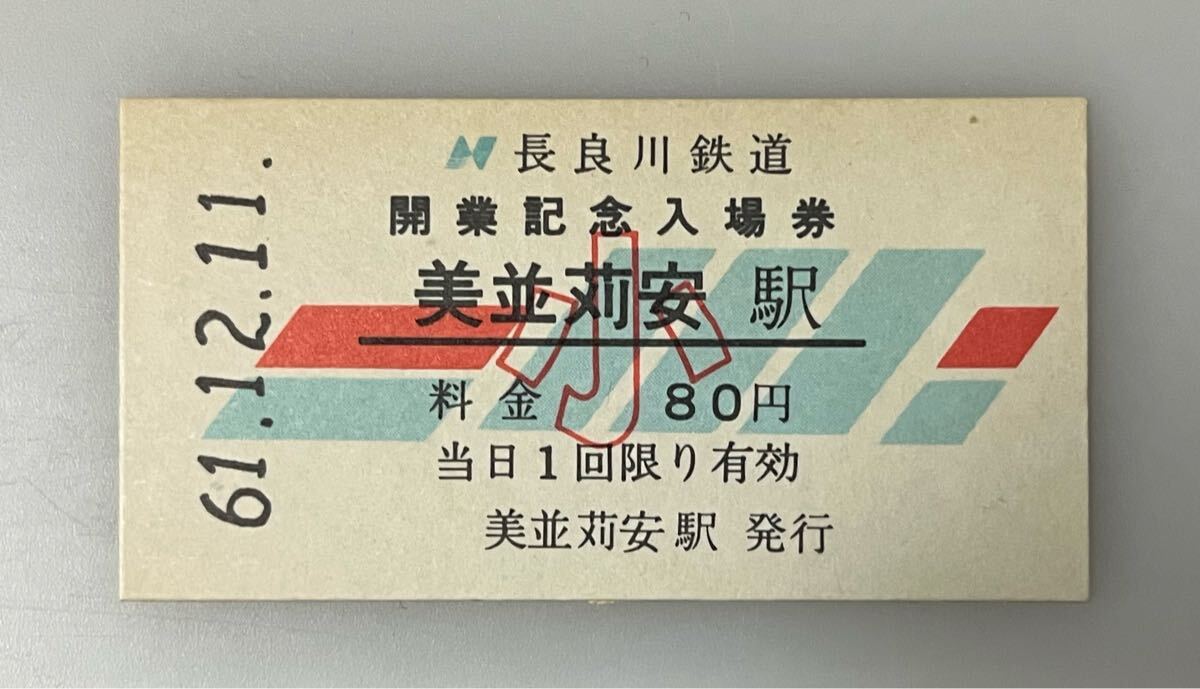 長良川鉄道
開業記念入場券
美並苅安 駅
小
料金 80円
当日1回限り有効
美並苅安駅 発行
61.12.11.